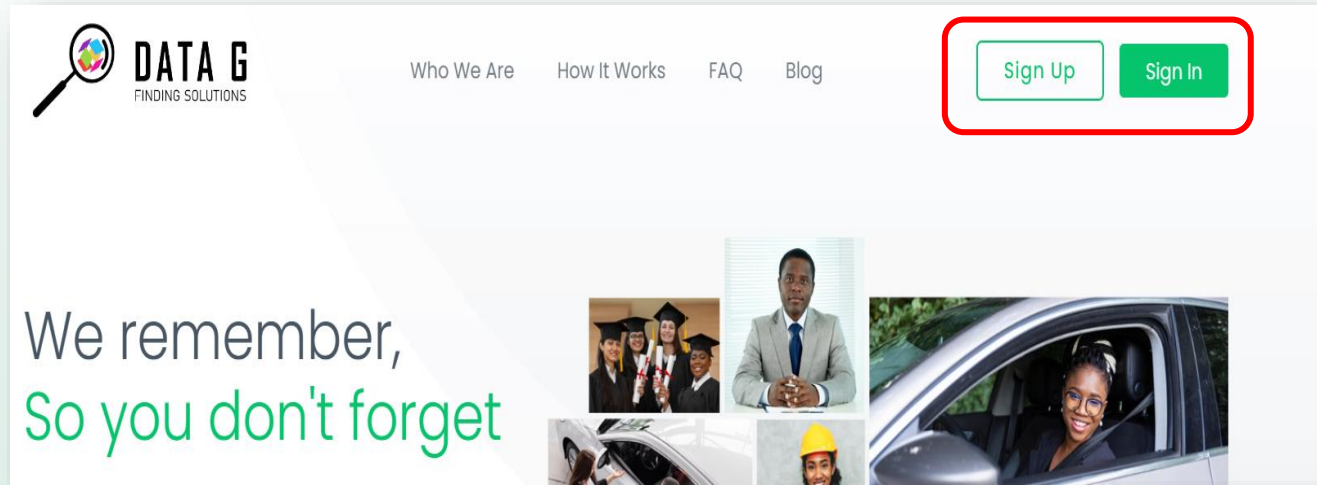 DATA G
FINDING SOLUTIONS
Who We Are How It Works FAQ Blog
Sign Up Sign In
We remember,
So you don't forget